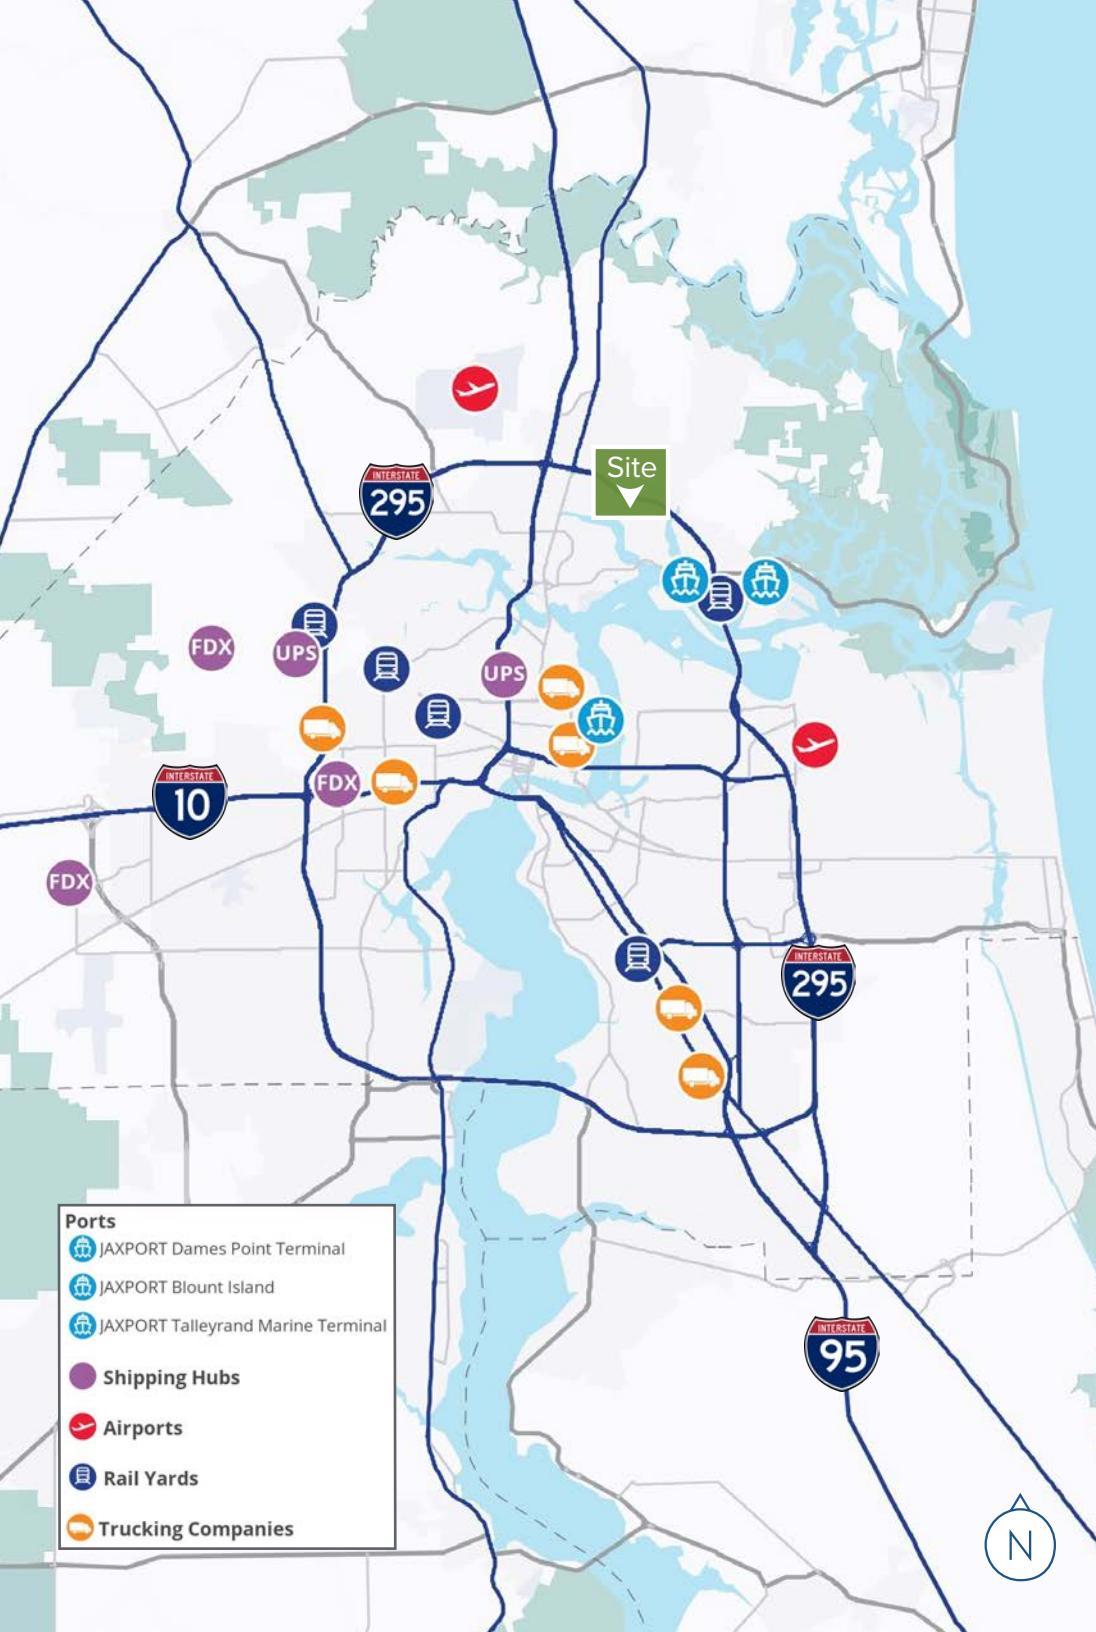 Site
INTERSTATE
295
FDX
UPS
UPS
FDX
INTERSTATE
10
FDX
INTERSTATE
295
Ports
JAXPORT Dames Point Terminal
JAXPORT Blount Island
JAXPORT Talleyrand Marine Terminal
Shipping Hubs
Airports
Rail Yards
Trucking Companies
INTERSTATE
95
N